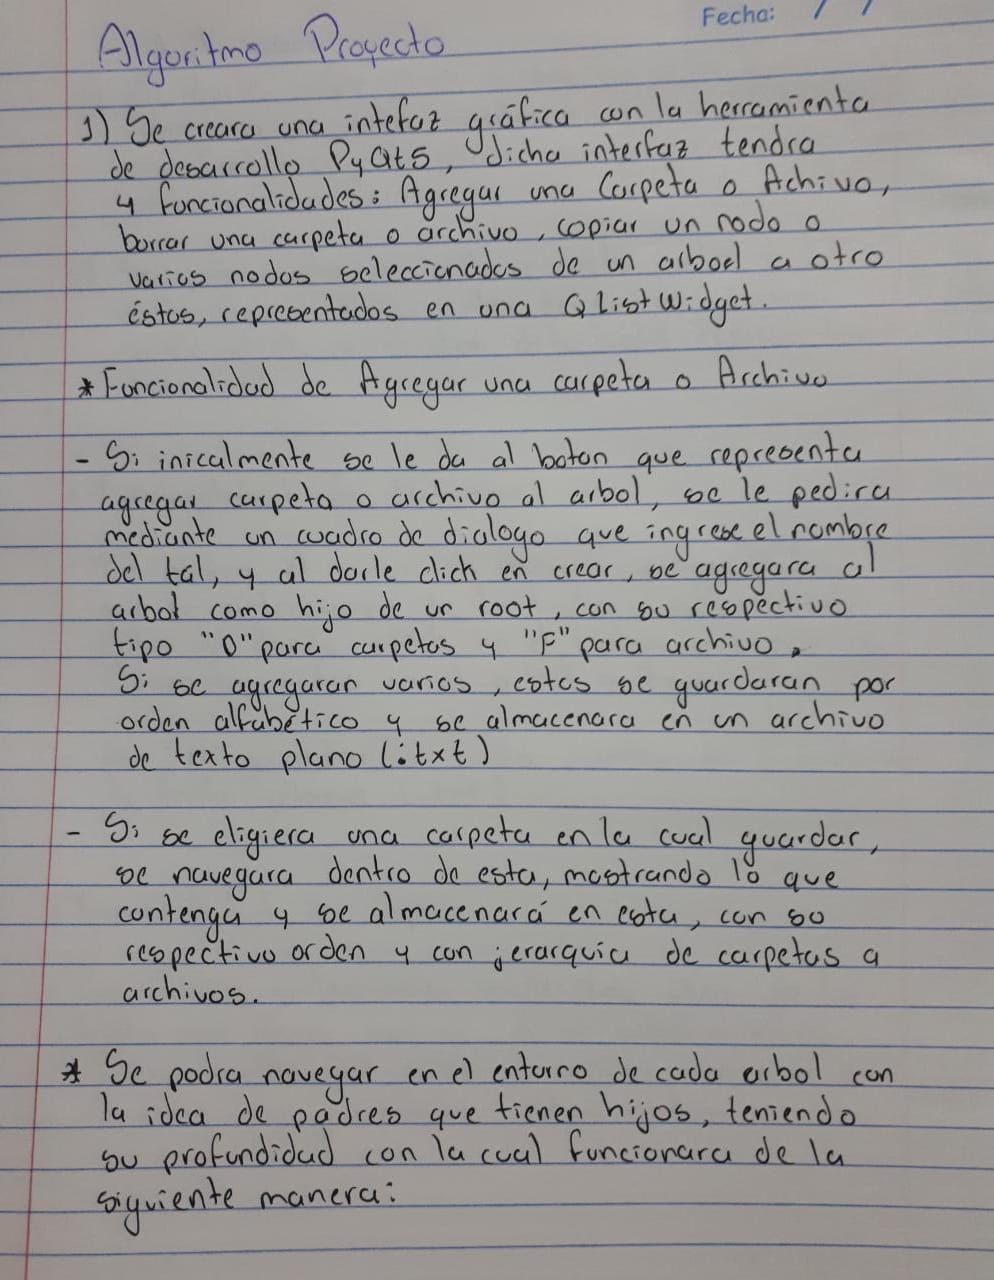 Fecha: / /
Algoritmo Proyecto
1) Se creara una intefaz gráfica con la herramienta
de desarrollo PyQt5, dicha interfaz tendra
4 funcionalidades: Agregar una Carpeta o Achivo,
borrar una carpeta o archivo, copiar un nodo o
varios nodos seleccionados de un arbol a otro
éstos, representados en una QListWidget.
* Funcionalidad de Agregar una carpeta o Archivo
- Si inicalmente se le da al boton que representa
agregar carpeta o archivo al arbol, se le pedira
mediante un cuadro de dialogo que ingrese el nombre
del tal, y al darle click en crear, se agregara al
arbol como hijo de un root, con su respectivo
tipo "D" para carpetas y "F" para archivo.
Si se agregaran varios, estos se guardaran por
orden alfabético y se almacenara en un archivo
de texto plano (.txt)
- Si se eligiera una carpeta en la cual guardar,
se navegara dentro de esta, mostrando lo que
contenga y se almacenará en esta, con su
respectivo orden y con jerarquia de carpetas a
archivos.
* Se podra navegar en el entorno de cada arbol con
la idea de padres que tienen hijos, teniendo
su profundidad con la cual funcionara de la
siguiente manera: